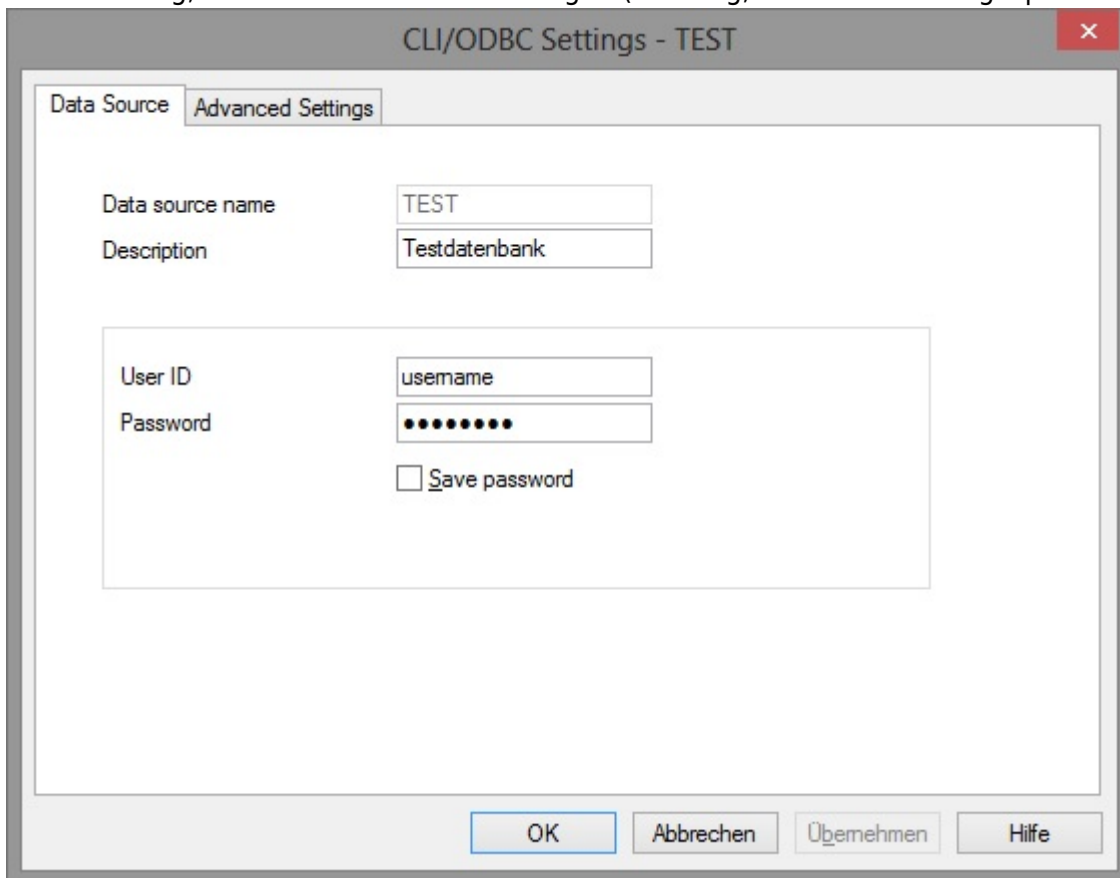 CLI/ODBC Settings - TEST
Data Source
Advanced Settings
Data source name
TEST
Description
Testdatenbank
User ID
username
Password
••••••••
Save password
OK
Abbrechen
Übernehmen
Hilfe